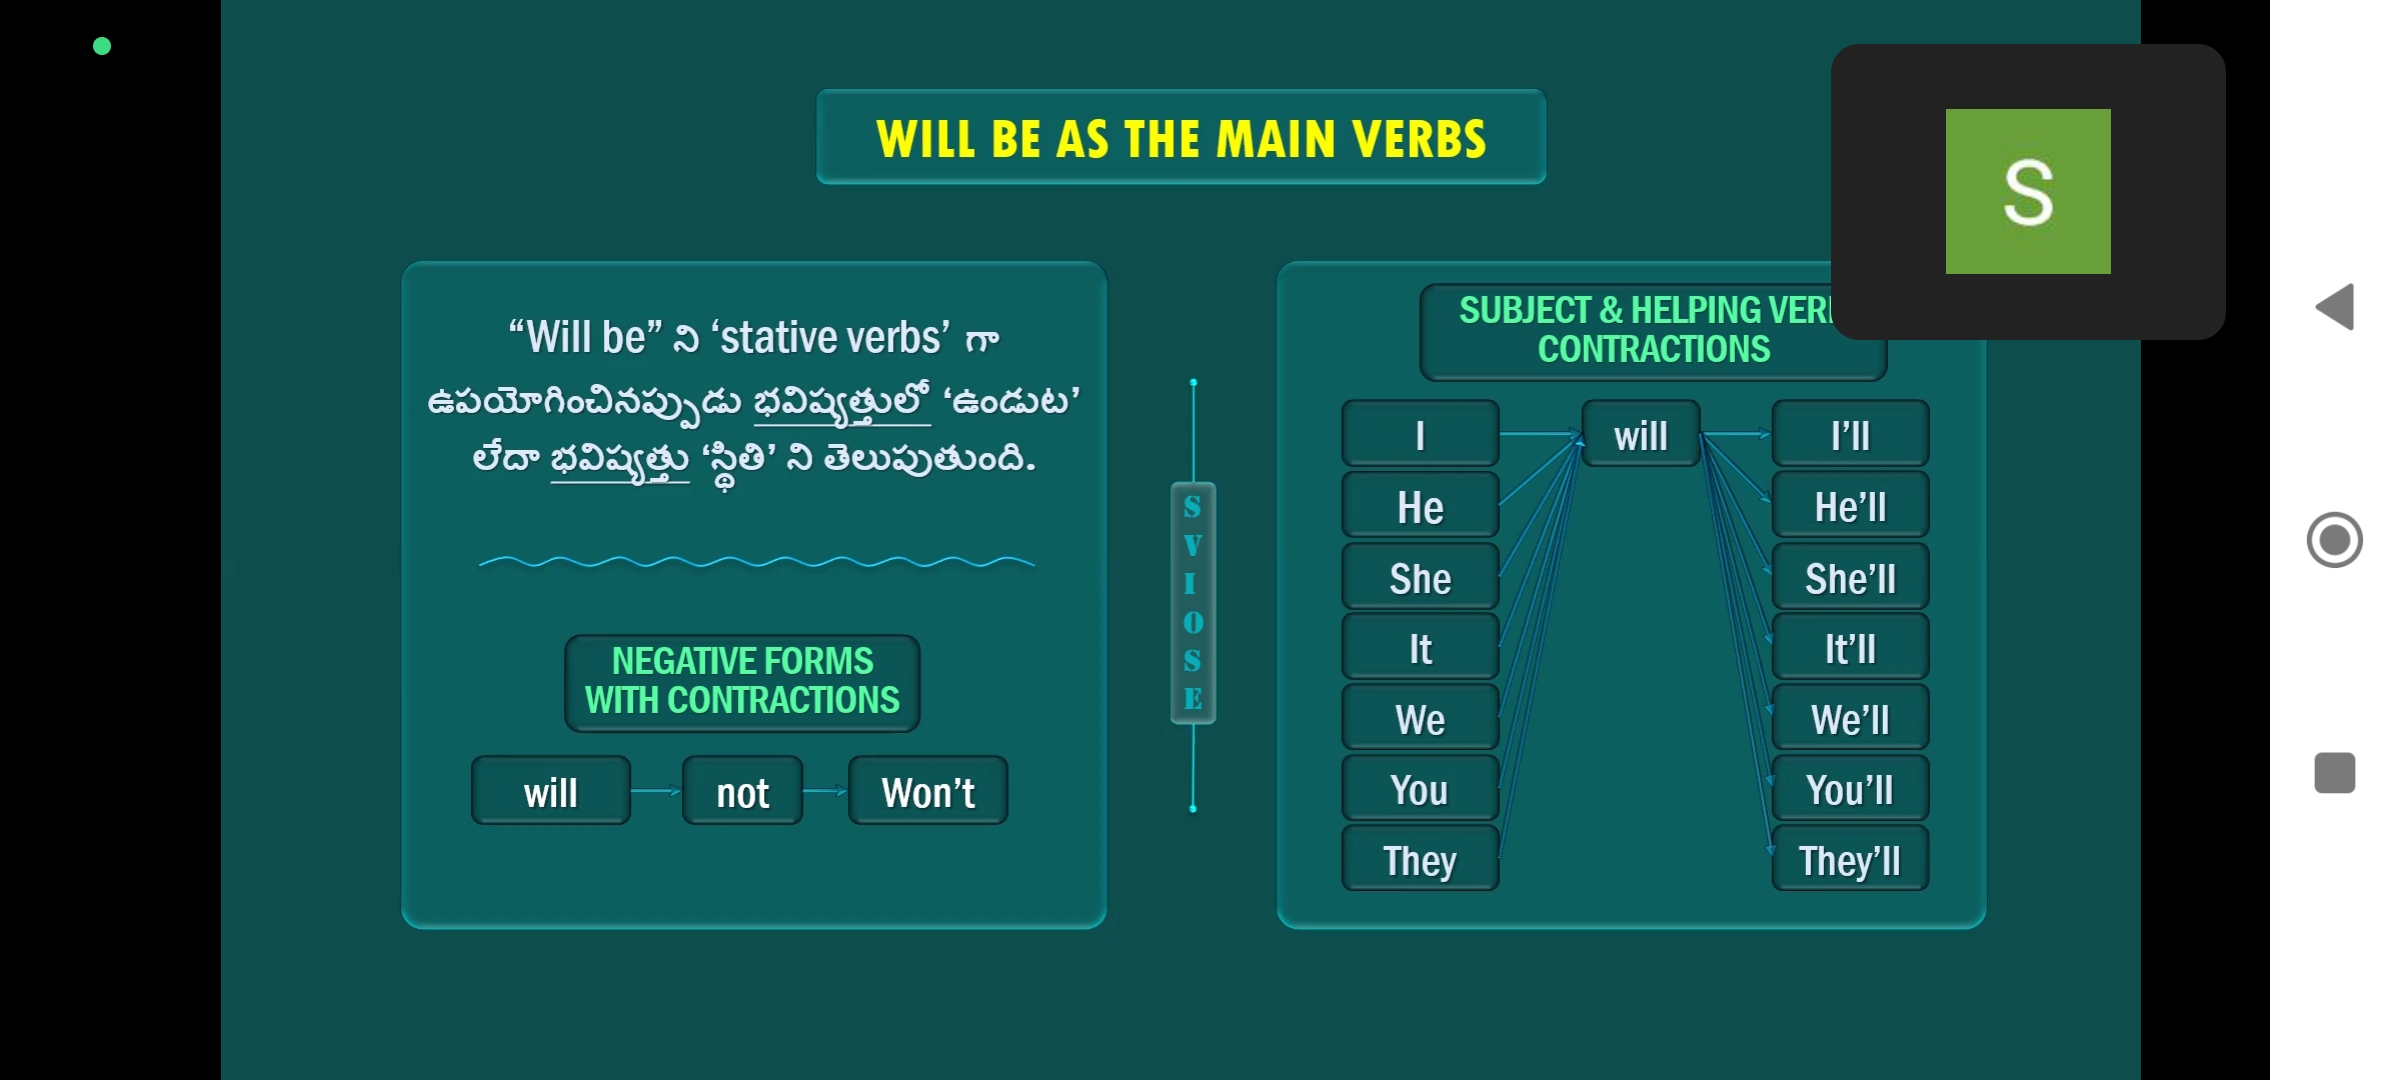 WILL BE AS THE MAIN VERBS
S
“Will be” ని ‘stative verbs’ గా
ఉపయోగించినప్పుడు భవిష్యత్తులో ‘ఉండుట’
లేదా భవిష్యత్తు ‘స్థితి’ ని తెలుపుతుంది.
NEGATIVE FORMS
WITH CONTRACTIONS
will not Won’t
SVIOSE
SUBJECT & HELPING
CONTRACTIONS
I will I’ll
He He’ll
She She’ll
It It’ll
We We’ll
You You’ll
They They’ll